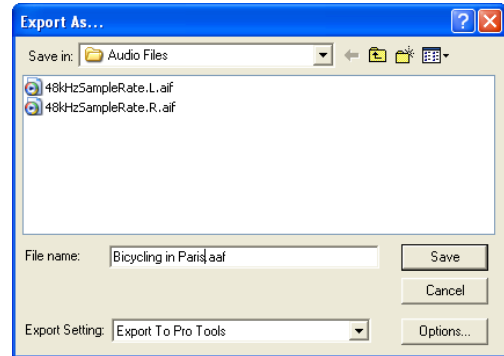 Export As...
Save in: Audio Files
48kHzSampleRate.L.aif
48kHzSampleRate.R.aif
File name: Bicycling in Paris.aaf Save
Cancel
Export Setting: Export To Pro Tools Options...